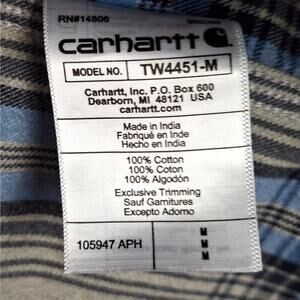 RN#14806
carhartt
MODEL NO. TW4451-M
Carhartt, Inc. P.O. Box 600
Dearborn, MI 48121 USA
carhartt.com
Made in India
Fabriqué en Inde
Hecho en India
100% Cotton
100% Coton
100% Algodón
Exclusive Trimming
Sauf Garnitures
Excepto Adorno
105947 APH
M
M
M